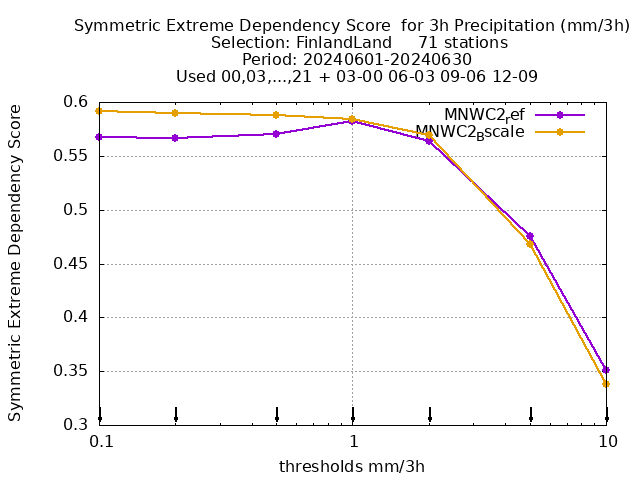 Symmetric Extreme Dependency Score  for 3h Precipitation (mm/3h)
Selection: FinlandLand     71 stations
Period: 20240601-20240630
Used 00,03,...,21 + 03-00 06-03 09-06 12-09
Symmetric Extreme Dependency Score
0.6
0.55
0.5
0.45
0.4
0.35
0.3
MNWC2ref
MNWC2Bscale
0.1
1
10
thresholds mm/3h